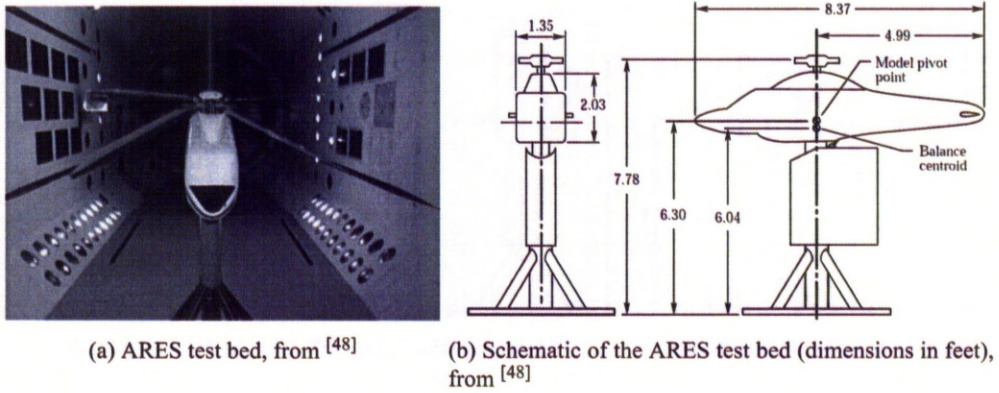 1.35
2.03
7.78
8.37
4.99
Model pivot
point
6.30
6.04
Balance
centroid
(a) ARES test bed, from [48]
(b) Schematic of the ARES test bed (dimensions in feet),
from [48]